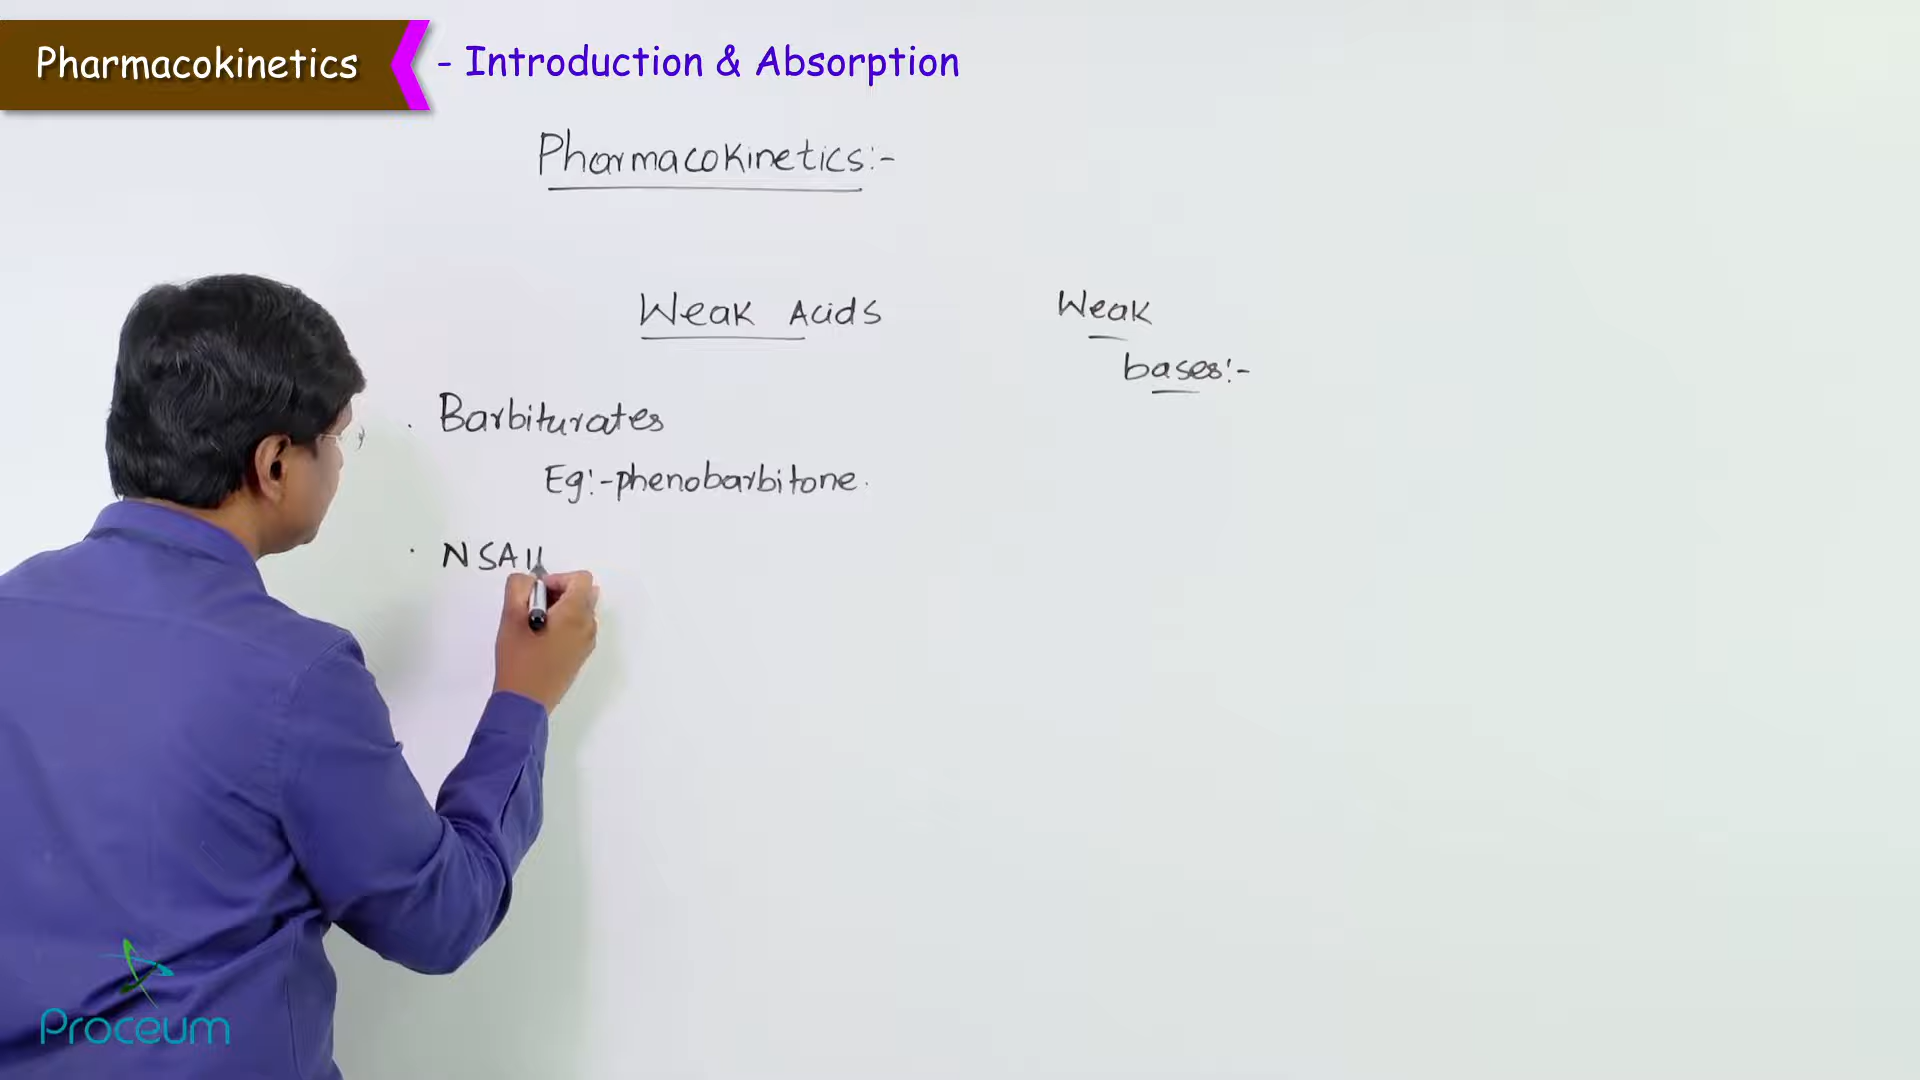 Pharmacokinetics - Introduction & Absorption
Pharmacokinetics:-
Weak Acids
Weak
bases:-
Barbiturates
Eg:-phenobarbitone.
NSAI
Proceum